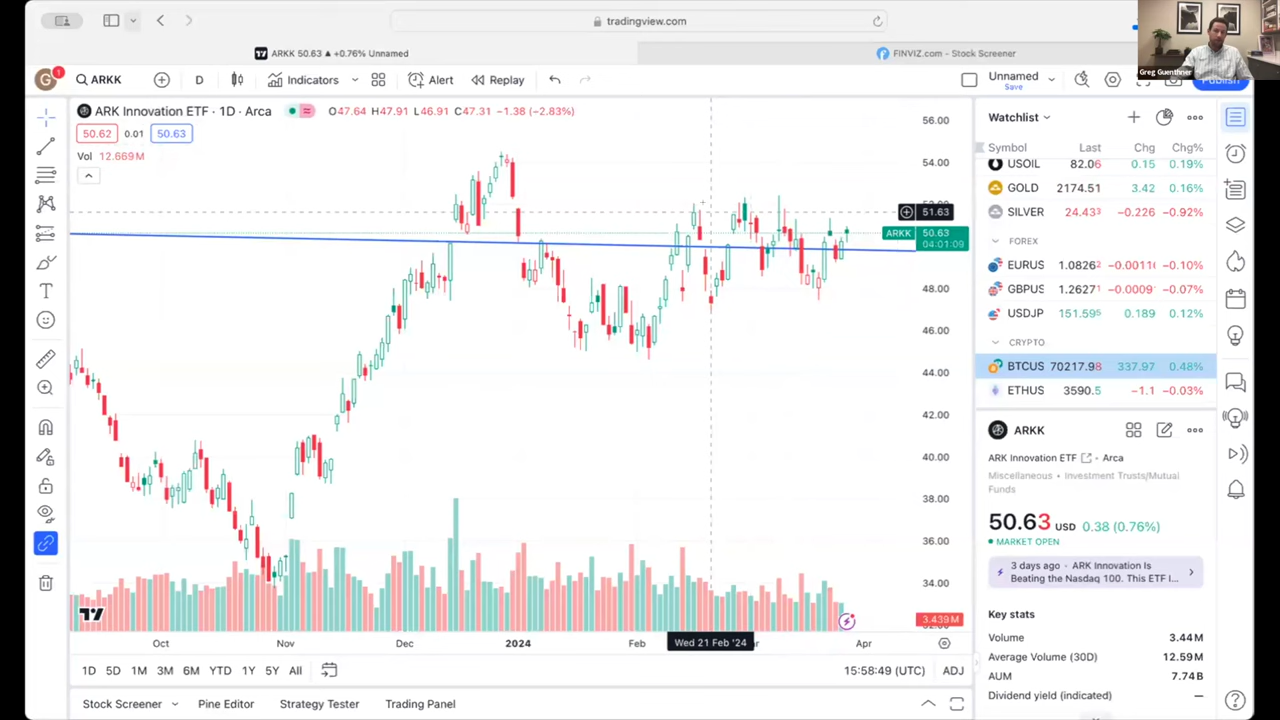 tradingview.com
ARKK 50.63 ▲ +0.76% Unnamed
FINVIZ.com - Stock Screener
Greg Guenthner
G 1 ARKK D Indicators Alert Replay Unnamed Save Publish
ARK Innovation ETF · 1D · Arca O47.64 H47.91 L46.91 C47.31 −1.38 (−2.83%)
50.62 0.01 50.63
Vol 12.669M
56.00
54.00
51.63
ARKK 50.63
04:01:09
48.00
46.00
44.00
42.00
40.00
38.00
36.00
34.00
3.439M
Oct Nov Dec 2024 Feb Wed 21 Feb '24 Apr
1D 5D 1M 3M 6M YTD 1Y 5Y All 15:58:49 (UTC) ADJ
Stock Screener Pine Editor Strategy Tester Trading Panel
Watchlist
Symbol Last Chg Chg%
USOIL 82.06 0.15 0.19%
GOLD 2174.51 3.42 0.16%
SILVER 24.433 −0.226 −0.92%
FOREX
EURUS 1.08262 −0.0011 −0.10%
GBPUS 1.26271 −0.0009 −0.07%
USDJP 151.595 0.189 0.12%
CRYPTO
BTCUS 70217.98 337.97 0.48%
ETHUS 3590.5 −1.1 −0.03%
ARKK
ARK Innovation ETF · Arca
Miscellaneous · Investment Trusts/Mutual
Funds
50.63 USD 0.38 (0.76%)
MARKET OPEN
3 days ago · ARK Innovation Is
Beating the Nasdaq 100. This ETF I...
Key stats
Volume 3.44M
Average Volume (30D) 12.59M
AUM 7.74B
Dividend yield (indicated) —